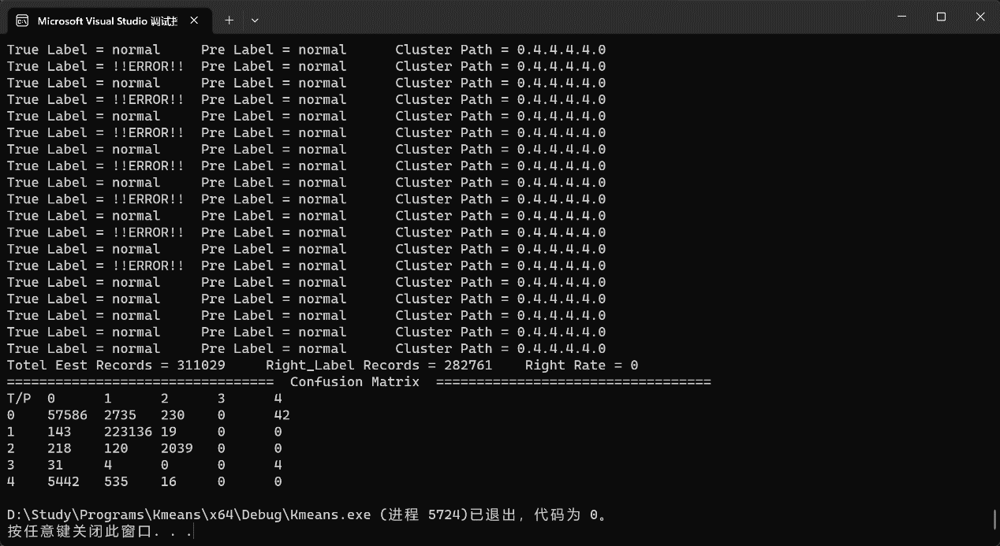 Microsoft Visual Studio 调试
True Label = normal     Pre Label = normal      Cluster Path = 0.4.4.4.4.0
True Label = !!ERROR!!  Pre Label = normal      Cluster Path = 0.4.4.4.4.0
True Label = normal     Pre Label = normal      Cluster Path = 0.4.4.4.4.0
True Label = !!ERROR!!  Pre Label = normal      Cluster Path = 0.4.4.4.4.0
True Label = normal     Pre Label = normal      Cluster Path = 0.4.4.4.4.0
True Label = !!ERROR!!  Pre Label = normal      Cluster Path = 0.4.4.4.4.0
True Label = normal     Pre Label = normal      Cluster Path = 0.4.4.4.4.0
True Label = !!ERROR!!  Pre Label = normal      Cluster Path = 0.4.4.4.4.0
True Label = normal     Pre Label = normal      Cluster Path = 0.4.4.4.4.0
True Label = !!ERROR!!  Pre Label = normal      Cluster Path = 0.4.4.4.4.0
True Label = normal     Pre Label = normal      Cluster Path = 0.4.4.4.4.0
True Label = !!ERROR!!  Pre Label = normal      Cluster Path = 0.4.4.4.4.0
True Label = normal     Pre Label = normal      Cluster Path = 0.4.4.4.4.0
True Label = !!ERROR!!  Pre Label = normal      Cluster Path = 0.4.4.4.4.0
True Label = normal     Pre Label = normal      Cluster Path = 0.4.4.4.4.0
True Label = normal     Pre Label = normal      Cluster Path = 0.4.4.4.4.0
True Label = normal     Pre Label = normal      Cluster Path = 0.4.4.4.4.0
True Label = normal     Pre Label = normal      Cluster Path = 0.4.4.4.4.0
True Label = normal     Pre Label = normal      Cluster Path = 0.4.4.4.4.0
Totel Eest Records = 311029     Right_Label Records = 282761    Right Rate = 0
=================================  Confusion Matrix  ==================================
T/P  0      1      2      3      4
0    57586  2735   230    0      42
1    143    223136 19     0      0
2    218    120    2039   0      0
3    31     4      0      0      4
4    5442   535    16     0      0
D:\Study\Programs\Kmeans\x64\Debug\Kmeans.exe (进程 5724)已退出，代码为 0。
按任意键关闭此窗口. . .